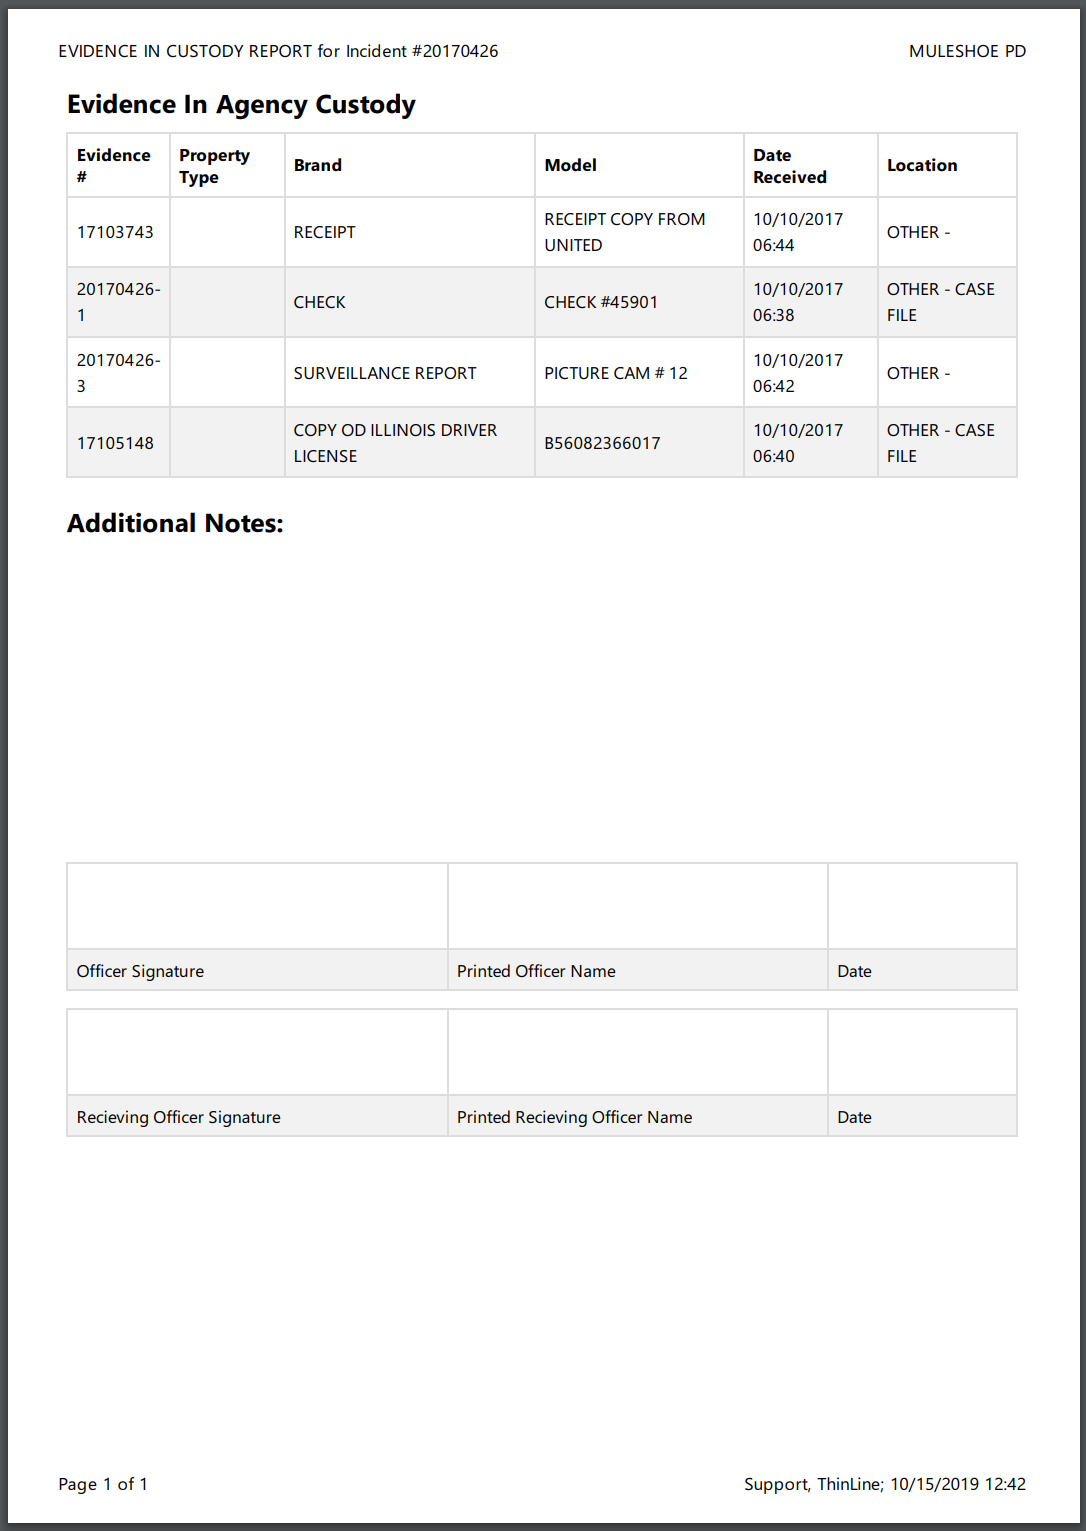 EVIDENCE IN CUSTODY REPORT for Incident #20170426 MULESHOE PD
Evidence In Agency Custody
Evidence # Property Type Brand Model Date Received Location
17103743 RECEIPT RECEIPT COPY FROM UNITED 10/10/2017 06:44 OTHER -
20170426-1 CHECK CHECK #45901 10/10/2017 06:38 OTHER - CASE FILE
20170426-3 SURVEILLANCE REPORT PICTURE CAM # 12 10/10/2017 06:42 OTHER -
17105148 COPY OD ILLINOIS DRIVER LICENSE B56082366017 10/10/2017 06:40 OTHER - CASE FILE
Additional Notes:
Officer Signature Printed Officer Name Date
Recieving Officer Signature Printed Recieving Officer Name Date
Page 1 of 1 Support, ThinLine; 10/15/2019 12:42